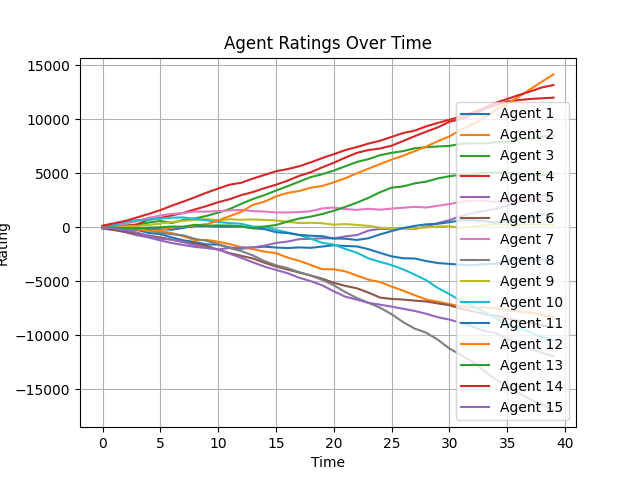 Agent Ratings Over Time
15000
10000
5000
0
−5000
−10000
−15000
Rating
0 5 10 15 20 25 30 35 40
Time
Agent 1
Agent 2
Agent 3
Agent 4
Agent 5
Agent 6
Agent 7
Agent 8
Agent 9
Agent 10
Agent 11
Agent 12
Agent 13
Agent 14
Agent 15